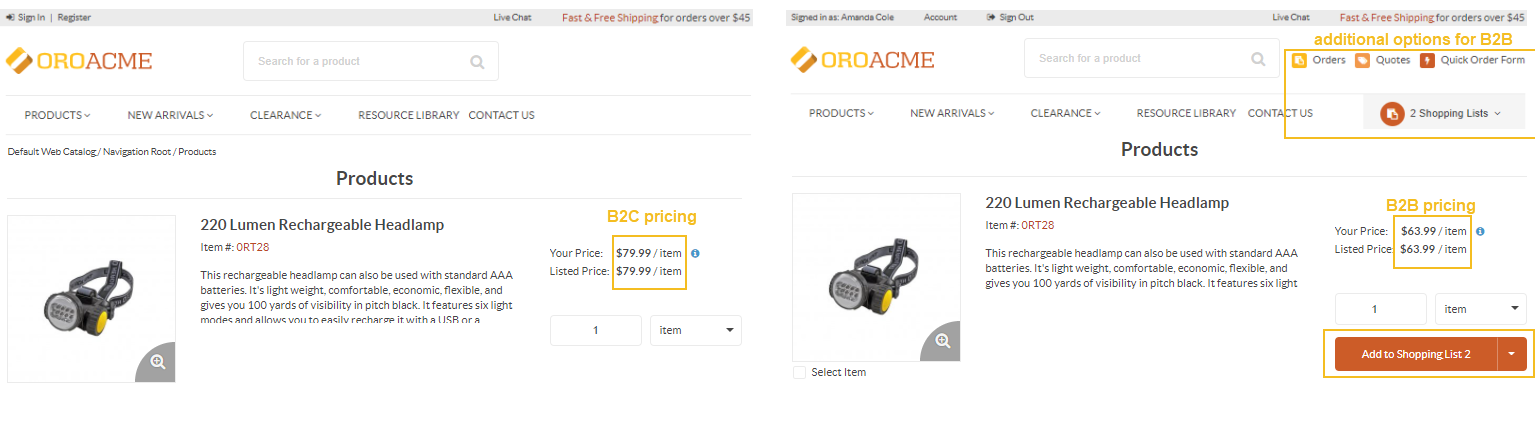 Sign In | Register
Live Chat
Fast & Free Shipping for orders over $45
OROACME
Search for a product
PRODUCTS
NEW ARRIVALS
CLEARANCE
RESOURCE LIBRARY
CONTACT US
Default Web Catalog / Navigation Root / Products
Products
220 Lumen Rechargeable Headlamp
Item #: 0RT28
This rechargeable headlamp can also be used with standard AAA
batteries. It's light weight, comfortable, economic, flexible, and
gives you 100 yards of visibility in pitch black. It features six light
modes and allows you to easily recharge it with a USB or a
B2C pricing
Your Price: $79.99 / item
Listed Price: $79.99 / item
1
item
Signed in as: Amanda Cole
Account
Sign Out
Live Chat
Fast & Free Shipping for orders over $45
additional options for B2B
OROACME
Search for a product
Orders
Quotes
Quick Order Form
PRODUCTS
NEW ARRIVALS
CLEARANCE
RESOURCE LIBRARY
CONTACT US
2 Shopping Lists
Products
220 Lumen Rechargeable Headlamp
Item #: 0RT28
This rechargeable headlamp can also be used with standard AAA
batteries. It's light weight, comfortable, economic, flexible, and
gives you 100 yards of visibility in pitch black. It features six light
B2B pricing
Your Price: $63.99 / item
Listed Price: $63.99 / item
1
item
Add to Shopping List 2
Select Item